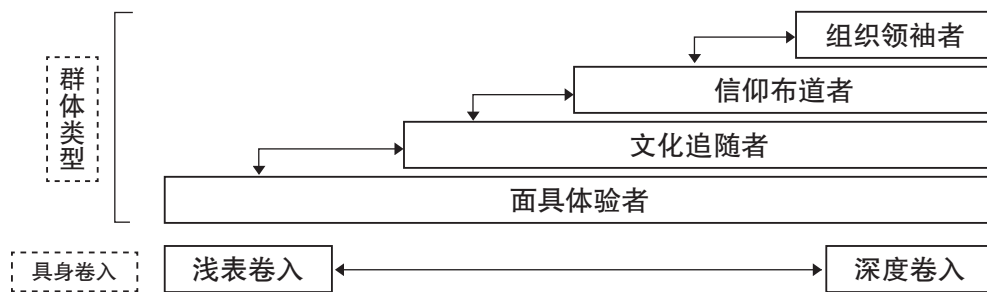 组织领袖者
信仰布道者
文化追随者
面具体验者
群体类型
具身卷入
浅表卷入
深度卷入